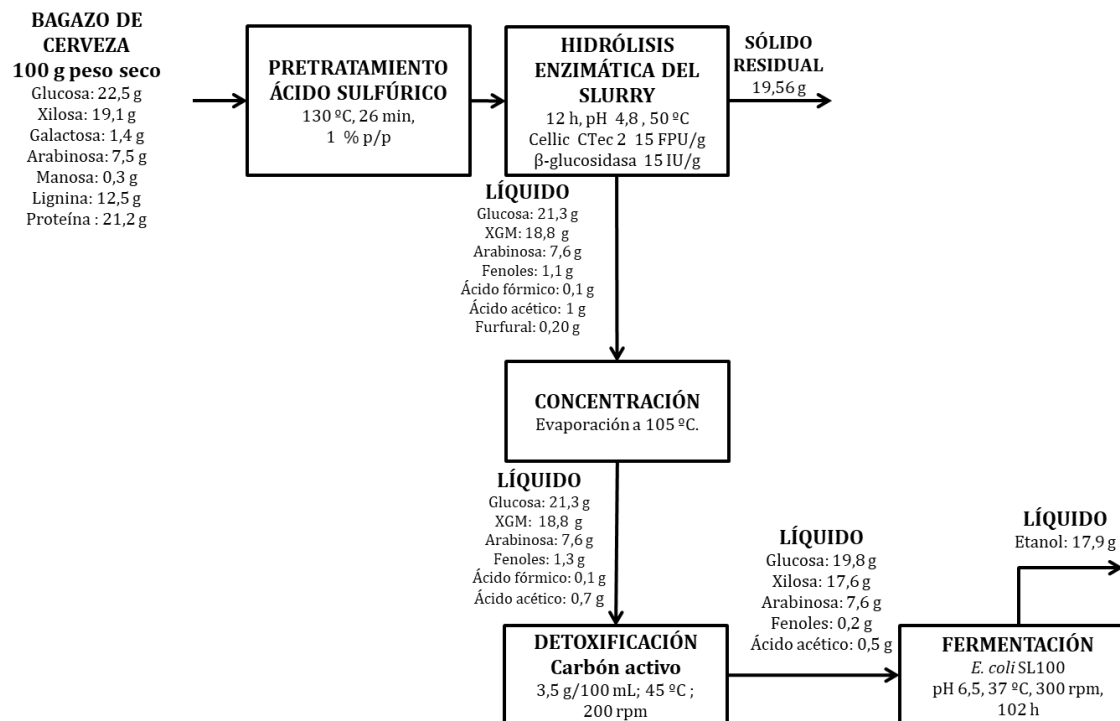 BAGAZO DE
CERVEZA
100 g peso seco
Glucosa: 22,5 g
Xilosa: 19,1 g
Galactosa: 1,4 g
Arabinosa: 7,5 g
Manosa: 0,3 g
Lignina: 12,5 g
Proteína : 21,2 g
PRETRATAMIENTO
ÁCIDO SULFÚRICO
130 ºC, 26 min,
1 % p/p
HIDRÓLISIS
ENZIMÁTICA DEL
SLURRY
12 h, pH 4,8 , 50 ºC
Cellic CTec 2 15 FPU/g
β-glucosidasa 15 IU/g
SÓLIDO
RESIDUAL
19,56 g
LÍQUIDO
Glucosa: 21,3 g
XGM: 18,8 g
Arabinosa: 7,6 g
Fenoles: 1,1 g
Ácido fórmico: 0,1 g
Ácido acético: 1 g
Furfural: 0,20 g
CONCENTRACIÓN
Evaporación a 105 ºC.
LÍQUIDO
Glucosa: 21,3 g
XGM: 18,8 g
Arabinosa: 7,6 g
Fenoles: 1,3 g
Ácido fórmico: 0,1 g
Ácido acético: 0,7 g
DETOXIFICACIÓN
Carbón activo
3,5 g/100 mL; 45 ºC ;
200 rpm
LÍQUIDO
Glucosa: 19,8 g
Xilosa: 17,6 g
Arabinosa: 7,6 g
Fenoles: 0,2 g
Ácido acético: 0,5 g
FERMENTACIÓN
E. coli SL100
pH 6,5, 37 ºC, 300 rpm,
102 h
LÍQUIDO
Etanol: 17,9 g